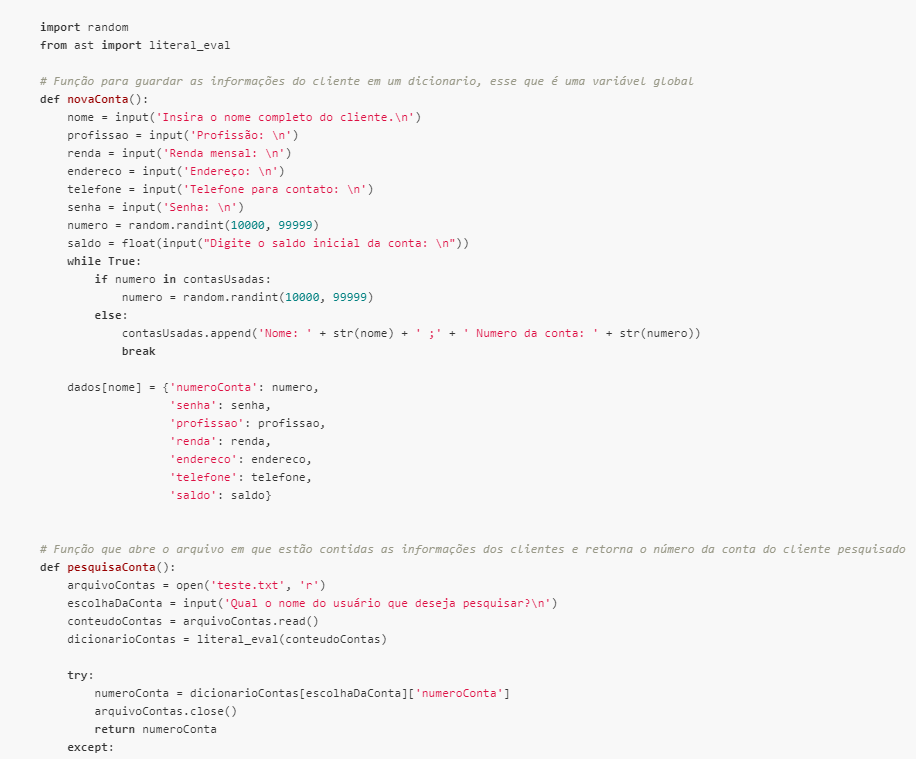 import random
from ast import literal_eval
# Função para guardar as informações do cliente em um dicionario, esse que é uma variável global
def novaConta():
nome = input('Insira o nome completo do cliente.\n')
profissao = input('Profissão: \n')
renda = input('Renda mensal: \n')
endereco = input('Endereço: \n')
telefone = input('Telefone para contato: \n')
senha = input('Senha: \n')
numero = random.randint(10000, 99999)
saldo = float(input("Digite o saldo inicial da conta: \n"))
while True:
if numero in contasUsadas:
numero = random.randint(10000, 99999)
else:
contasUsadas.append('Nome: ' + str(nome) + ' ;' + ' Numero da conta: ' + str(numero))
break
dados[nome] = {'numeroConta': numero,
'senha': senha,
'profissao': profissao,
'renda': renda,
'endereco': endereco,
'telefone': telefone,
'saldo': saldo}
# Função que abre o arquivo em que estão contidas as informações dos clientes e retorna o número da conta do cliente pesquisado
def pesquisaConta():
arquivoContas = open('teste.txt', 'r')
escolhaDaConta = input('Qual o nome do usuário que deseja pesquisar?\n')
conteudoContas = arquivoContas.read()
dicionarioContas = literal_eval(conteudoContas)
try:
numeroConta = dicionarioContas[escolhaDaConta]['numeroConta']
arquivoContas.close()
return numeroConta
except: